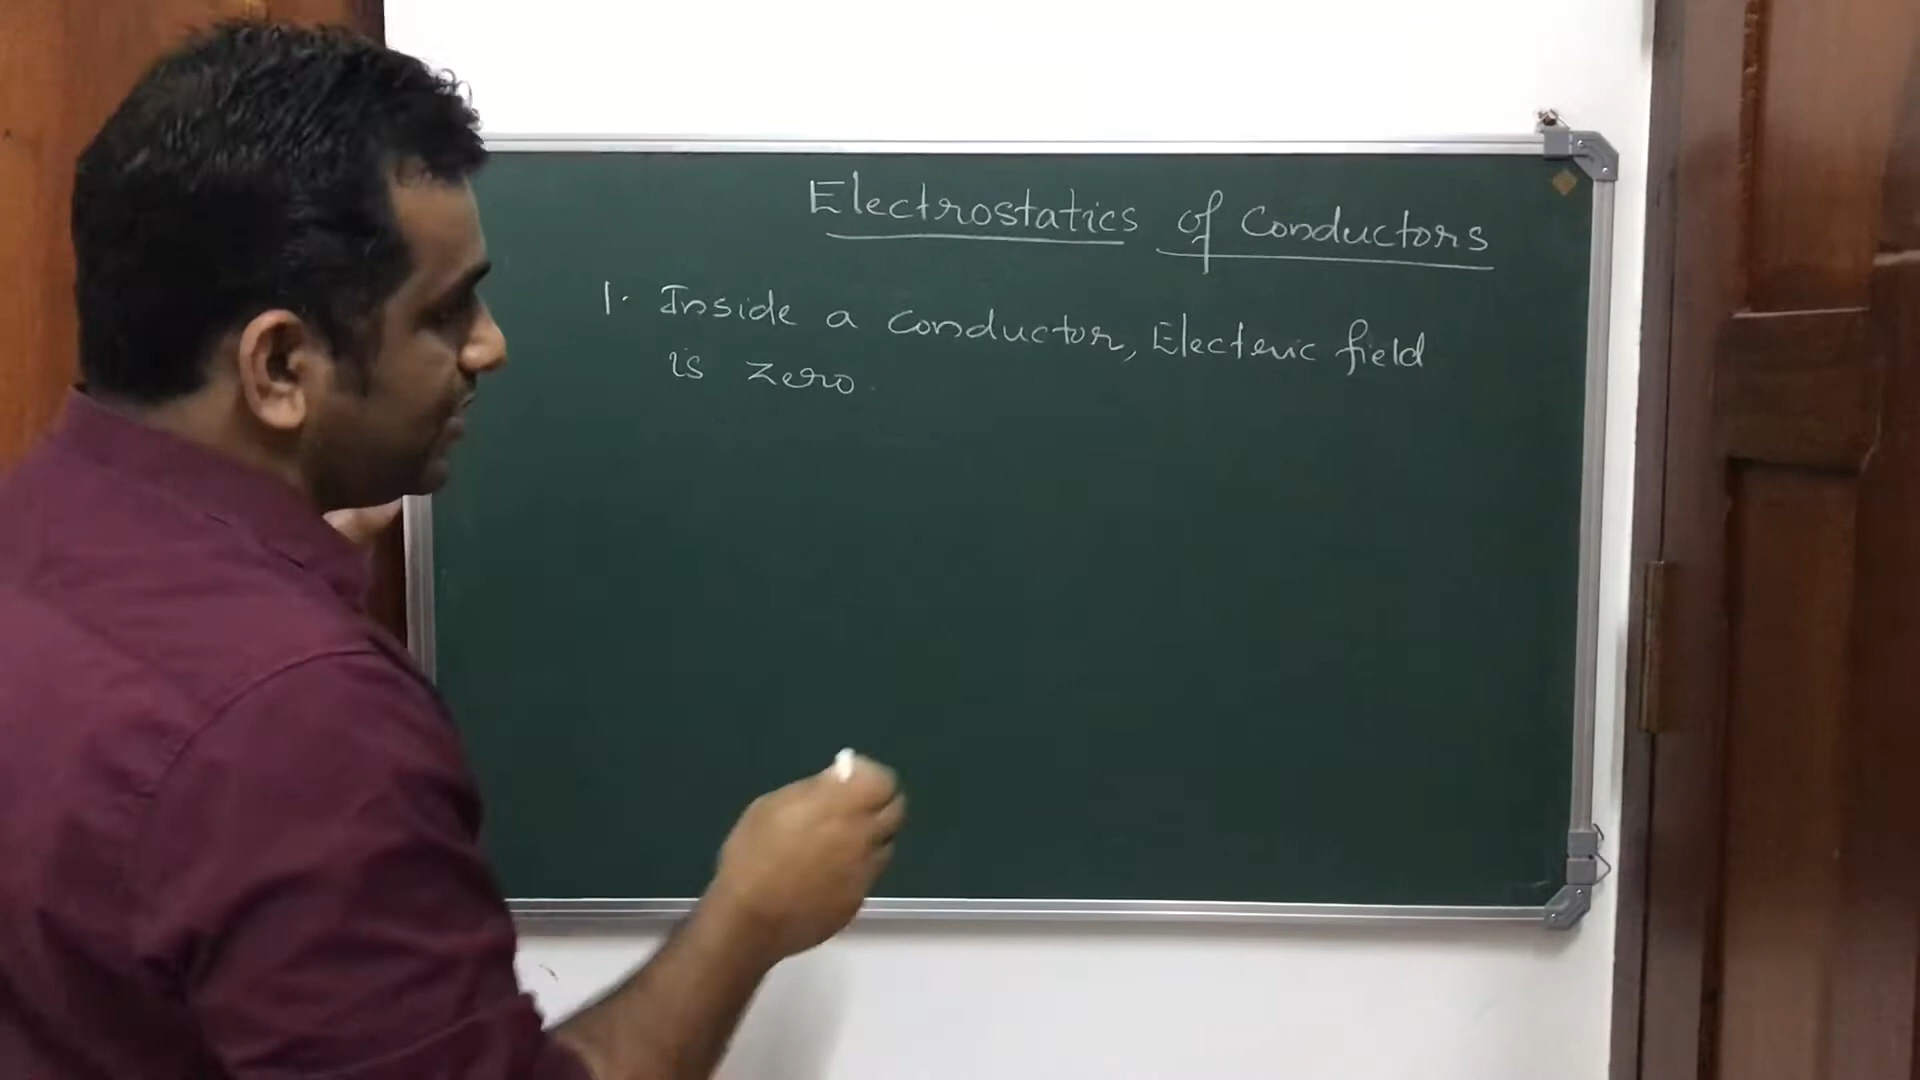 Electrostatics of Conductors
1. Inside a conductor, Electric field
is zero.